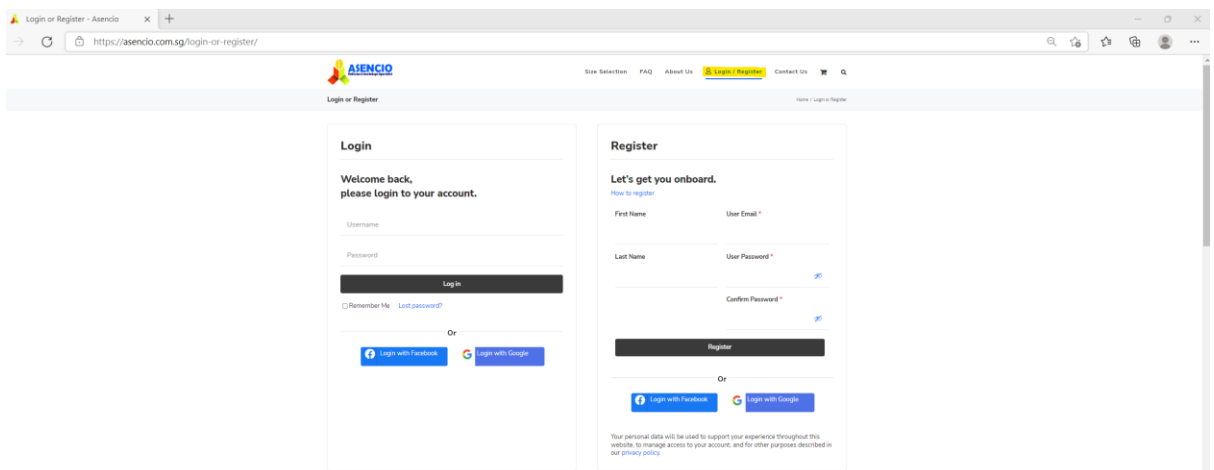 Login or Register - Asencio
https://asencio.com.sg/login-or-register/
ASENCIO
Size Selection FAQ About Us Login / Register Contact Us
Login or Register
Home / Login or Register
Login
Welcome back,
please login to your account.
Username
Password
Log in
Remember Me Lost password?
Or
Login with Facebook Login with Google
Register
Let's get you onboard.
How to register
First Name User Email *
Last Name User Password *
Confirm Password *
Register
Or
Login with Facebook Login with Google
Your personal data will be used to support your experience throughout this
website, to manage access to your account, and for other purposes described in
our privacy policy.